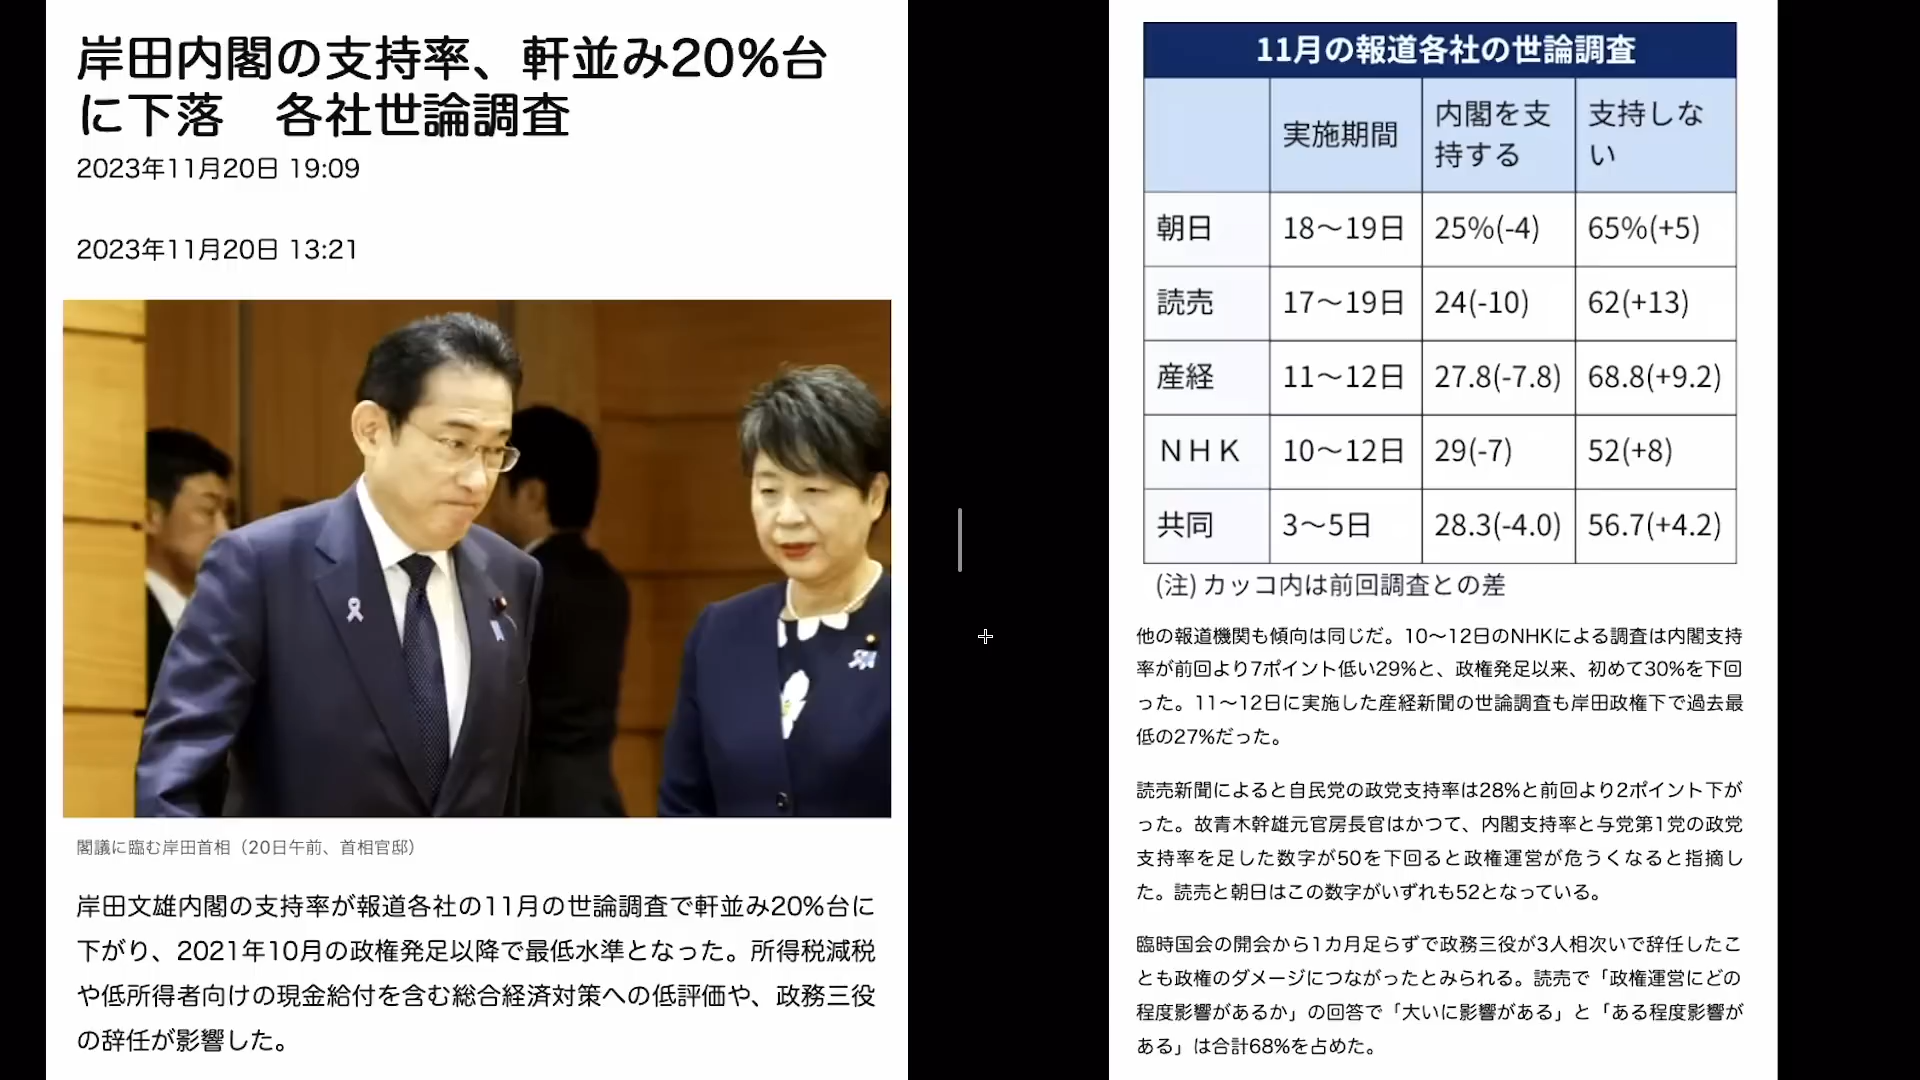 岸田内閣の支持率、軒並み20%台
に下落　各社世論調査
2023年11月20日 19:09
2023年11月20日 13:21
閣議に臨む岸田首相（20日午前、首相官邸）
岸田文雄内閣の支持率が報道各社の11月の世論調査で軒並み20%台に
下がり、2021年10月の政権発足以降で最低水準となった。所得税減税
や低所得者向けの現金給付を含む総合経済対策への低評価や、政務三役
の辞任が影響した。
11月の報道各社の世論調査
実施期間 内閣を支持する 支持しない
朝日 18～19日 25%(-4) 65%(+5)
読売 17～19日 24(-10) 62(+13)
産経 11～12日 27.8(-7.8) 68.8(+9.2)
ＮＨＫ 10～12日 29(-7) 52(+8)
共同 3～5日 28.3(-4.0) 56.7(+4.2)
(注) カッコ内は前回調査との差
他の報道機関も傾向は同じだ。10～12日のNHKによる調査は内閣支持
率が前回より7ポイント低い29%と、政権発足以来、初めて30%を下回
った。11～12日に実施した産経新聞の世論調査も岸田政権下で過去最
低の27%だった。
読売新聞によると自民党の政党支持率は28%と前回より2ポイント下が
った。故青木幹雄元官房長官はかつて、内閣支持率と与党第1党の政党
支持率を足した数字が50を下回ると政権運営が危うくなると指摘し
た。読売と朝日はこの数字がいずれも52となっている。
臨時国会の開会から1カ月足らずで政務三役が3人相次いで辞任したこ
とも政権のダメージにつながったとみられる。読売で「政権運営にどの
程度影響があるか」の回答で「大いに影響がある」と「ある程度影響が
ある」は合計68%を占めた。